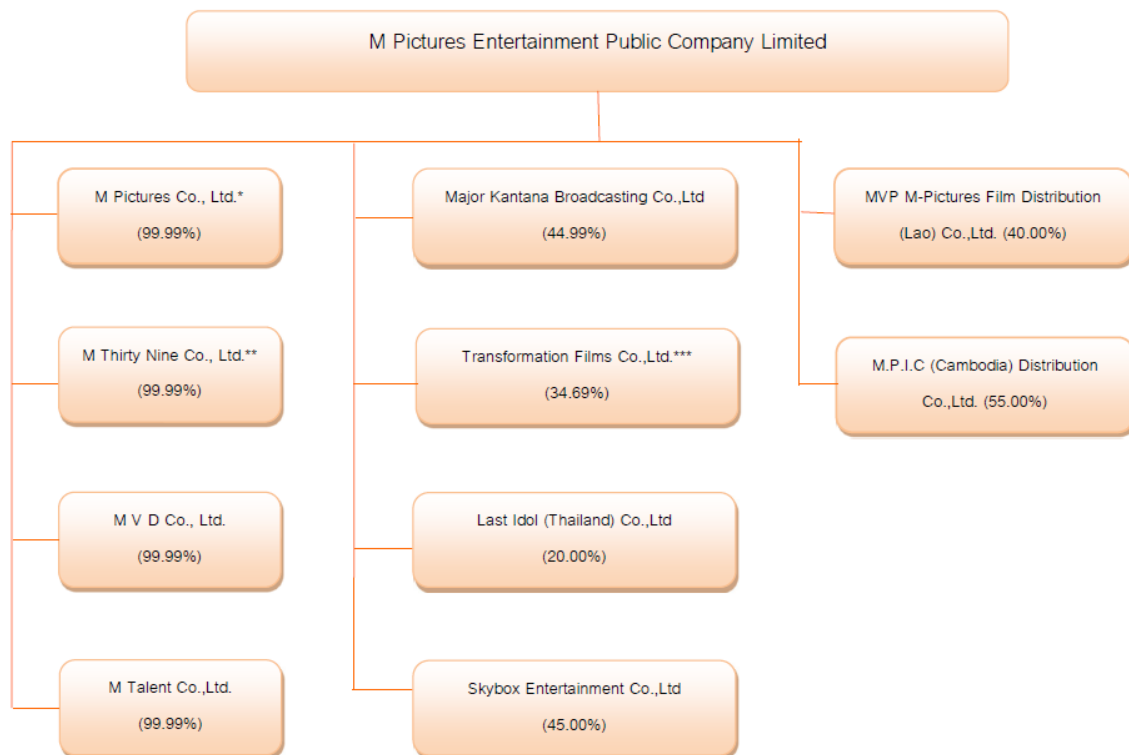 M Pictures Entertainment Public Company Limited
M Pictures Co., Ltd.*
(99.99%)
M Thirty Nine Co., Ltd.**
(99.99%)
M V D Co., Ltd.
(99.99%)
M Talent Co.,Ltd.
(99.99%)
Major Kantana Broadcasting Co.,Ltd
(44.99%)
Transformation Films Co.,Ltd.***
(34.69%)
Last Idol (Thailand) Co.,Ltd
(20.00%)
Skybox Entertainment Co.,Ltd
(45.00%)
MVP M-Pictures Film Distribution
(Lao) Co.,Ltd. (40.00%)
M.P.I.C (Cambodia) Distribution
Co.,Ltd. (55.00%)